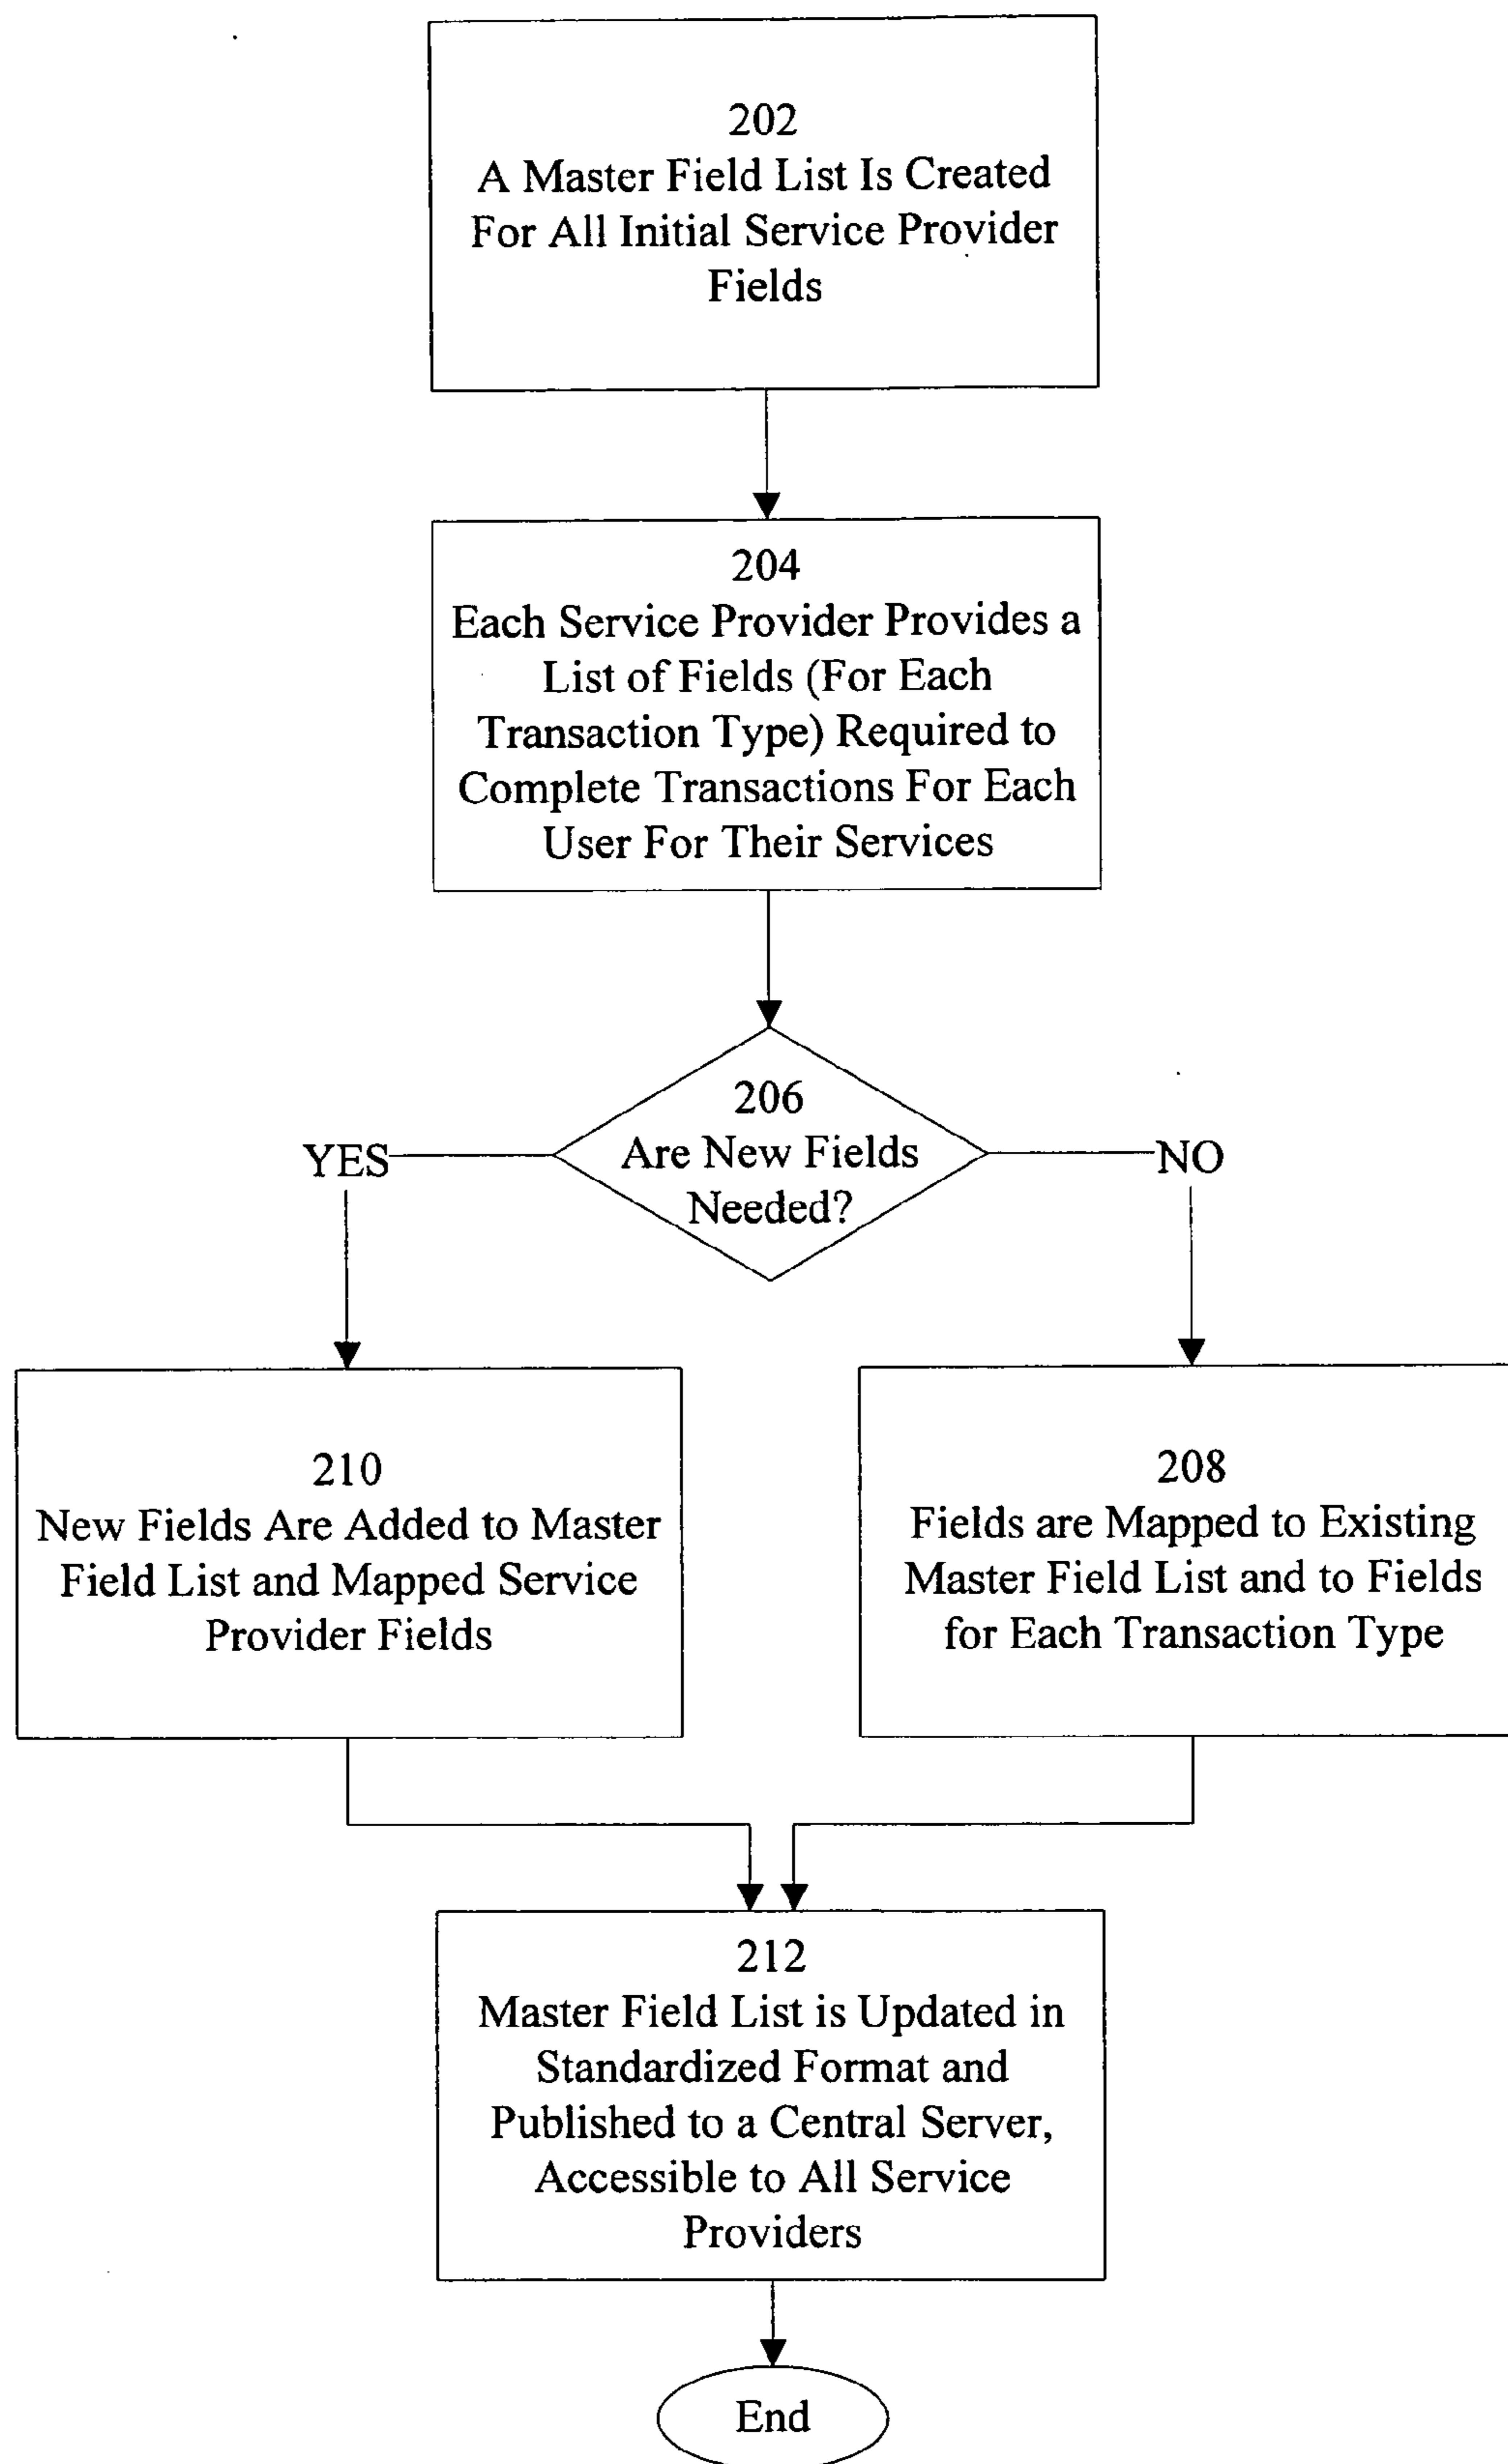 202
A Master Field List Is Created
For All Initial Service Provider
Fields
204
Each Service Provider Provides a
List of Fields (For Each
Transaction Type) Required to
Complete Transactions For Each
User For Their Services
206
Are New Fields
Needed?
YES
NO
210
New Fields Are Added to Master
Field List and Mapped Service
Provider Fields
208
Fields are Mapped to Existing
Master Field List and to Fields
for Each Transaction Type
212
Master Field List is Updated in
Standardized Format and
Published to a Central Server,
Accessible to All Service
Providers
End